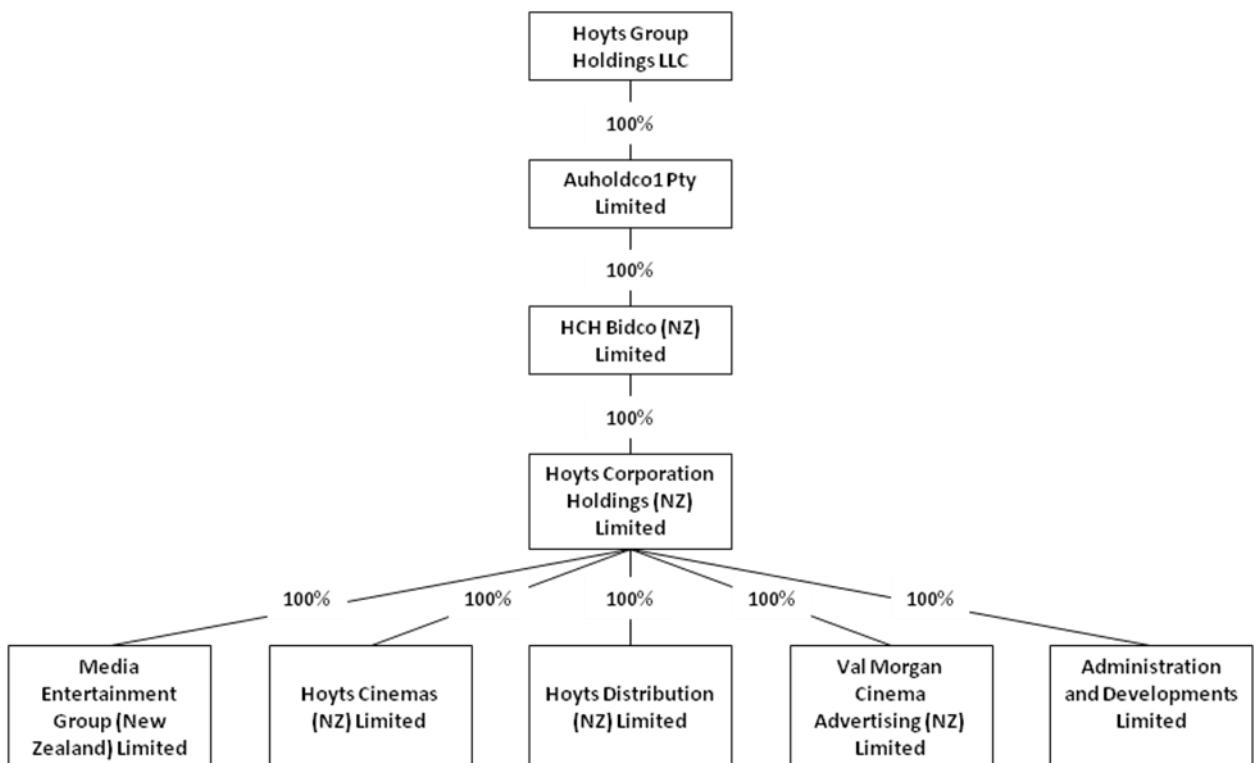 Hoyts Group
Holdings LLC
100%
Auholdco1 Pty
Limited
100%
HCH Bidco (NZ)
Limited
100%
Hoyts Corporation
Holdings (NZ)
Limited
100%
100%
100%
100%
100%
Media
Entertainment
Group (New
Zealand) Limited
Hoyts Cinemas
(NZ) Limited
Hoyts Distribution
(NZ) Limited
Val Morgan
Cinema
Advertising (NZ)
Limited
Administration
and Developments
Limited